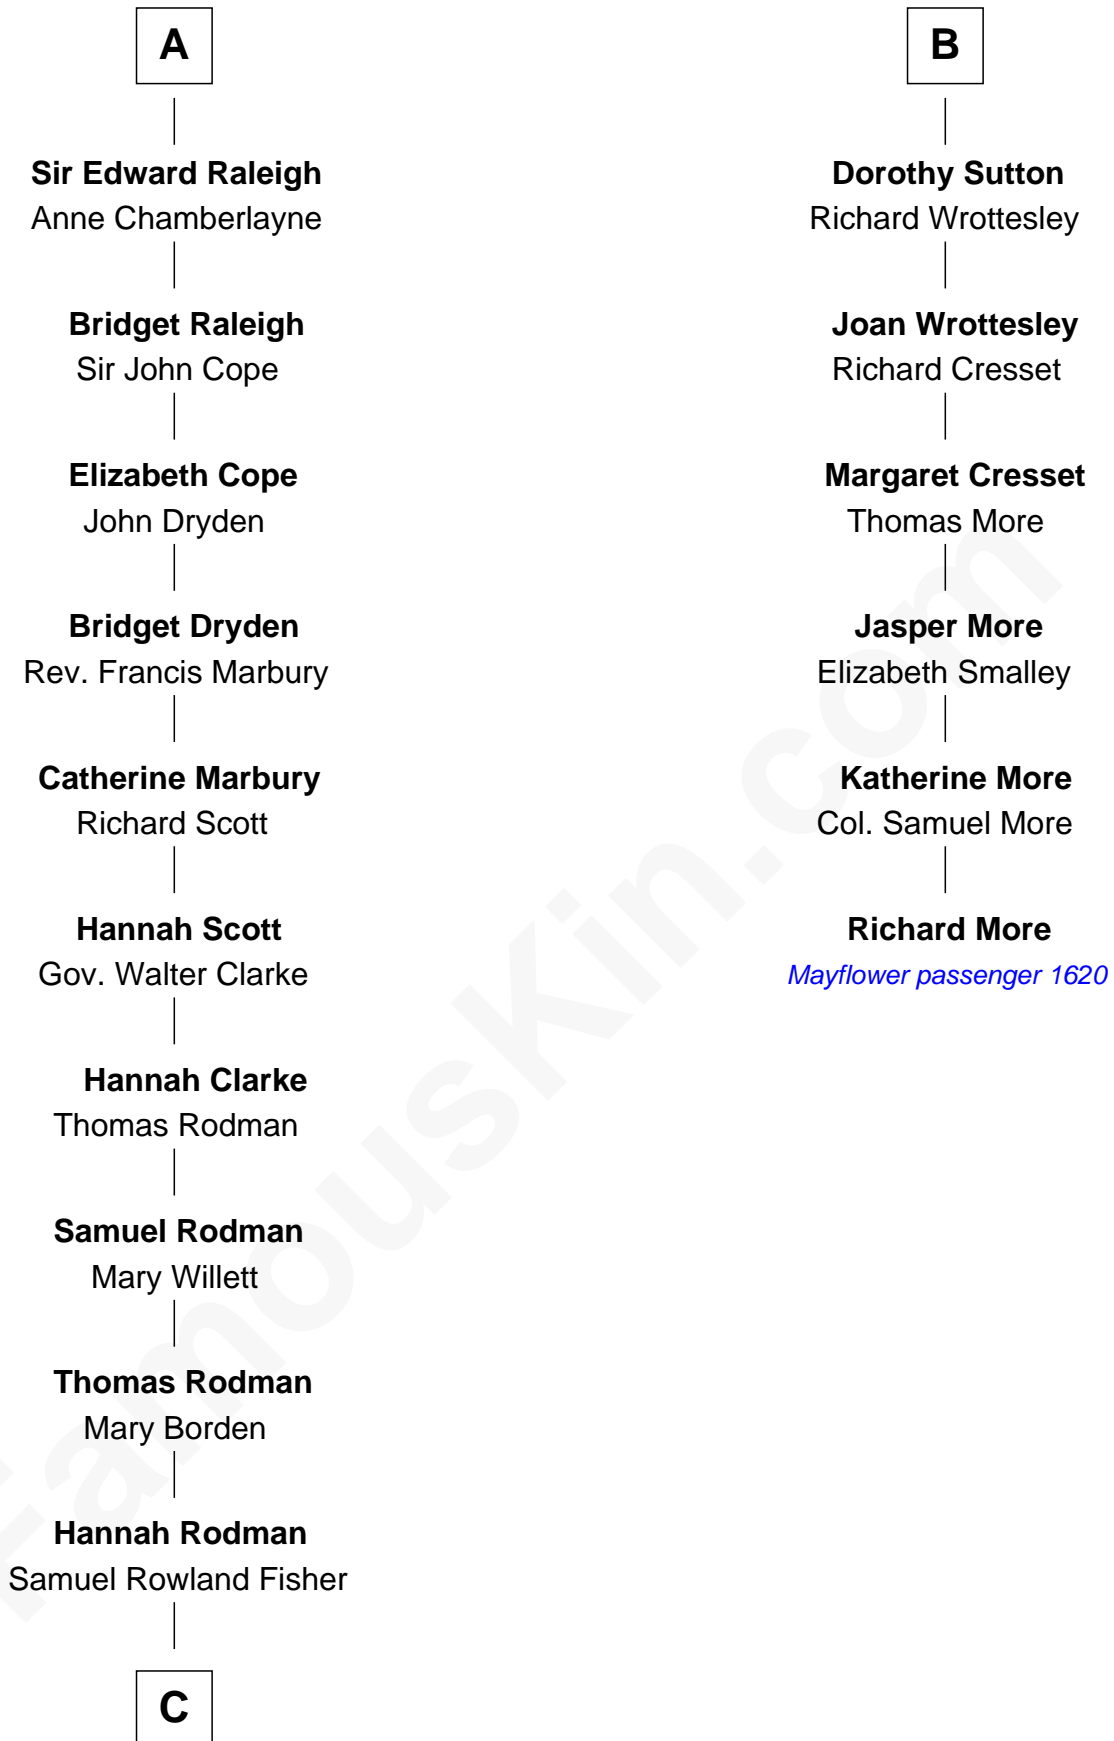 A
Sir Edward Raleigh
Anne Chamberlayne
Bridget Raleigh
Sir John Cope
Elizabeth Cope
John Dryden
Bridget Dryden
Rev. Francis Marbury
Catherine Marbury
Richard Scott
Hannah Scott
Gov. Walter Clarke
Hannah Clarke
Thomas Rodman
Samuel Rodman
Mary Willett
Thomas Rodman
Mary Borden
Hannah Rodman
Samuel Rowland Fisher
C
B
Dorothy Sutton
Richard Wrottesley
Joan Wrottesley
Richard Cresset
Margaret Cresset
Thomas More
Jasper More
Elizabeth Smalley
Katherine More
Col. Samuel More
Richard More
Mayflower passenger 1620
FamousKin.com